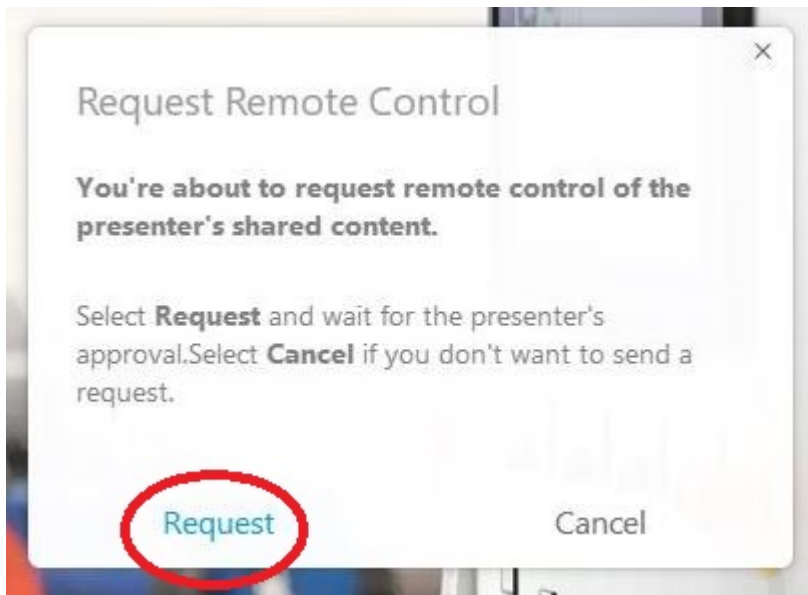 Request Remote Control
You're about to request remote control of the
presenter's shared content.
Select Request and wait for the presenter's
approval.Select Cancel if you don't want to send a
request.
Request Cancel